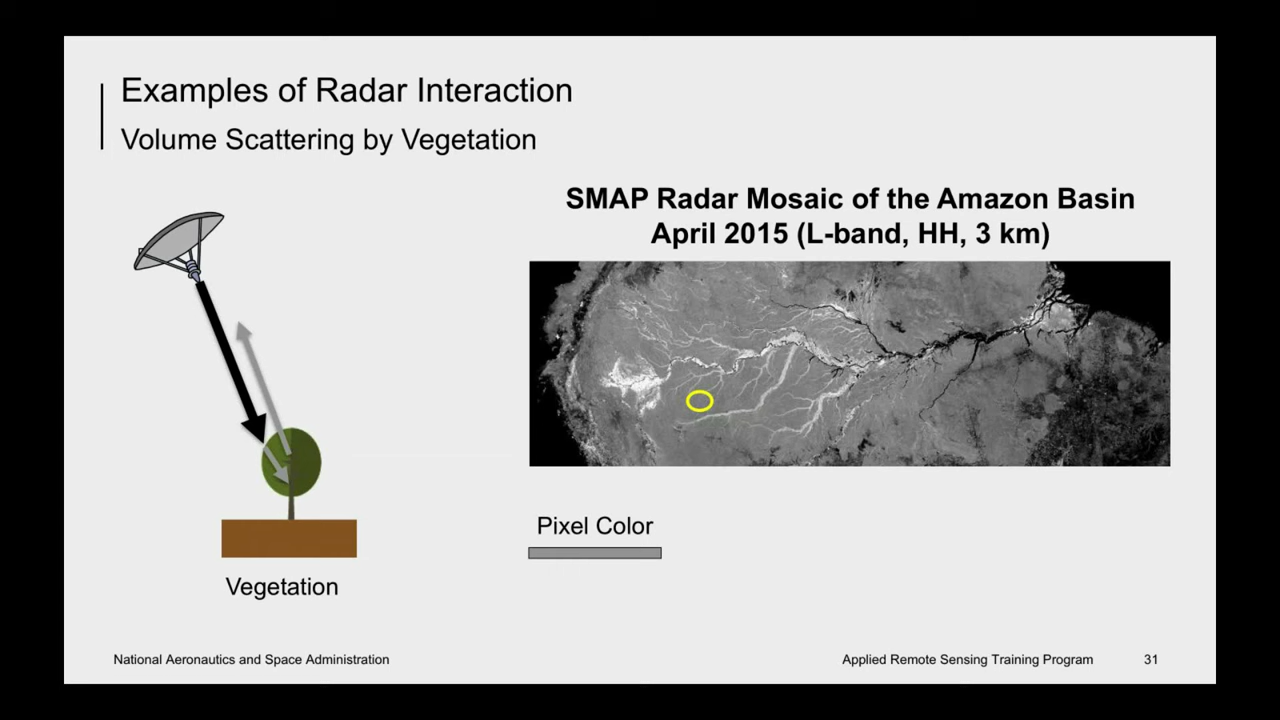 Examples of Radar Interaction
Volume Scattering by Vegetation
SMAP Radar Mosaic of the Amazon Basin
April 2015 (L-band, HH, 3 km)
Pixel Color
Vegetation
National Aeronautics and Space Administration
Applied Remote Sensing Training Program
31